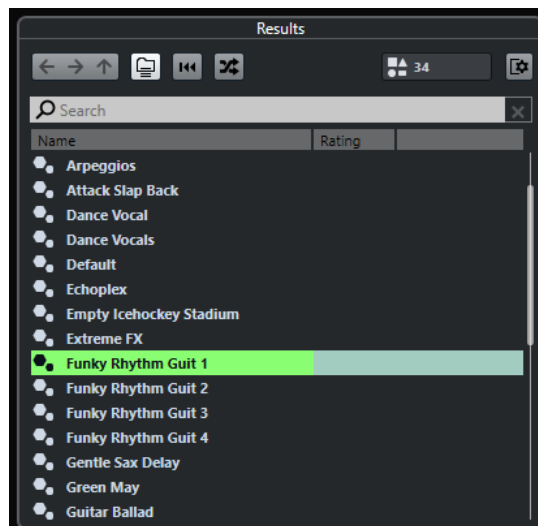 Results
34
Search
Name Rating
Arpeggios
Attack Slap Back
Dance Vocal
Dance Vocals
Default
Echoplex
Empty Icehockey Stadium
Extreme FX
Funky Rhythm Guit 1
Funky Rhythm Guit 2
Funky Rhythm Guit 3
Funky Rhythm Guit 4
Gentle Sax Delay
Green May
Guitar Ballad